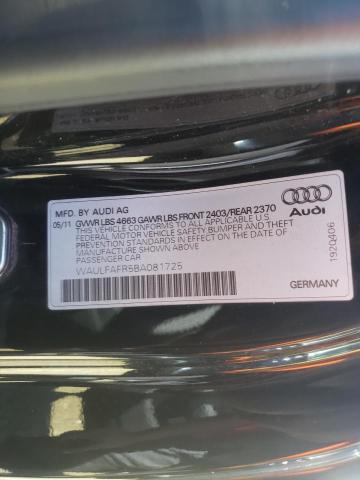 MFD. BY AUDI AG
05/11 GVWR LBS 4663 GAWR LBS FRONT 2403/REAR 2370
THIS VEHICLE CONFORMS TO ALL APPLICABLE U.S.
FEDERAL MOTOR VEHICLE SAFETY BUMPER AND THEFT
PREVENTION STANDARDS IN EFFECT ON THE DATE OF
MANUFACTURE SHOWN ABOVE.
PASSENGER CAR
WAULFAFR5BA081725
Audi
1920406
GERMANY